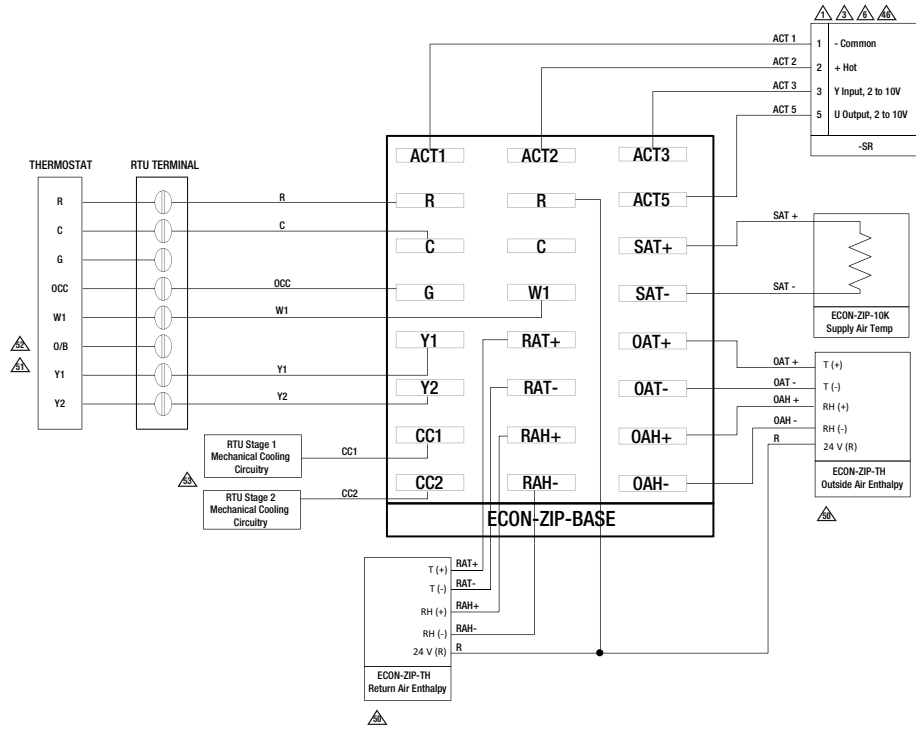 1 3 6 46
ACT 1 1 - Common
ACT 2 2 + Hot
ACT 3 3 Y Input, 2 to 10V
ACT 5 5 U Output, 2 to 10V
-SR
THERMOSTAT RTU TERMINAL
R R
C C
G
OCC OCC
W1 W1
52 O/B
51 Y1 Y1
Y2 Y2
RTU Stage 1
Mechanical Cooling
Circuitry
CC1
53
RTU Stage 2
Mechanical Cooling
Circuitry
CC2
ACT1 ACT2 ACT3
R R ACT5
C C SAT+
G W1 SAT-
Y1 RAT+ OAT+
Y2 RAT- OAT-
CC1 RAH+ OAH+
CC2 RAH- OAH-
ECON-ZIP-BASE
SAT +
SAT -
ECON-ZIP-10K
Supply Air Temp
OAT + T (+)
OAT - T (-)
OAH + RH (+)
OAH - RH (-)
R 24 V (R)
ECON-ZIP-TH
Outside Air Enthalpy
50
T (+) RAT+
T (-) RAT-
RH (+) RAH+
RH (-) RAH-
24 V (R) R
ECON-ZIP-TH
Return Air Enthalpy
50